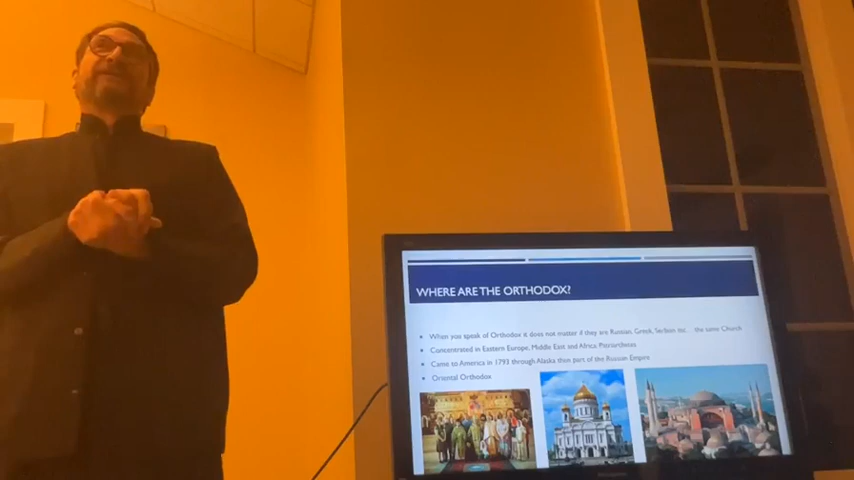 WHERE ARE THE ORTHODOX?
When you speak of Orthodox it does not matter if they are Russian, Greek, Serbian the same Church
Concentrated in Eastern Europe, Middle East and Africa, Patriarchates
Came to America in 1793 through Alaska then part of the Russian Empire
Oriental Orthodox